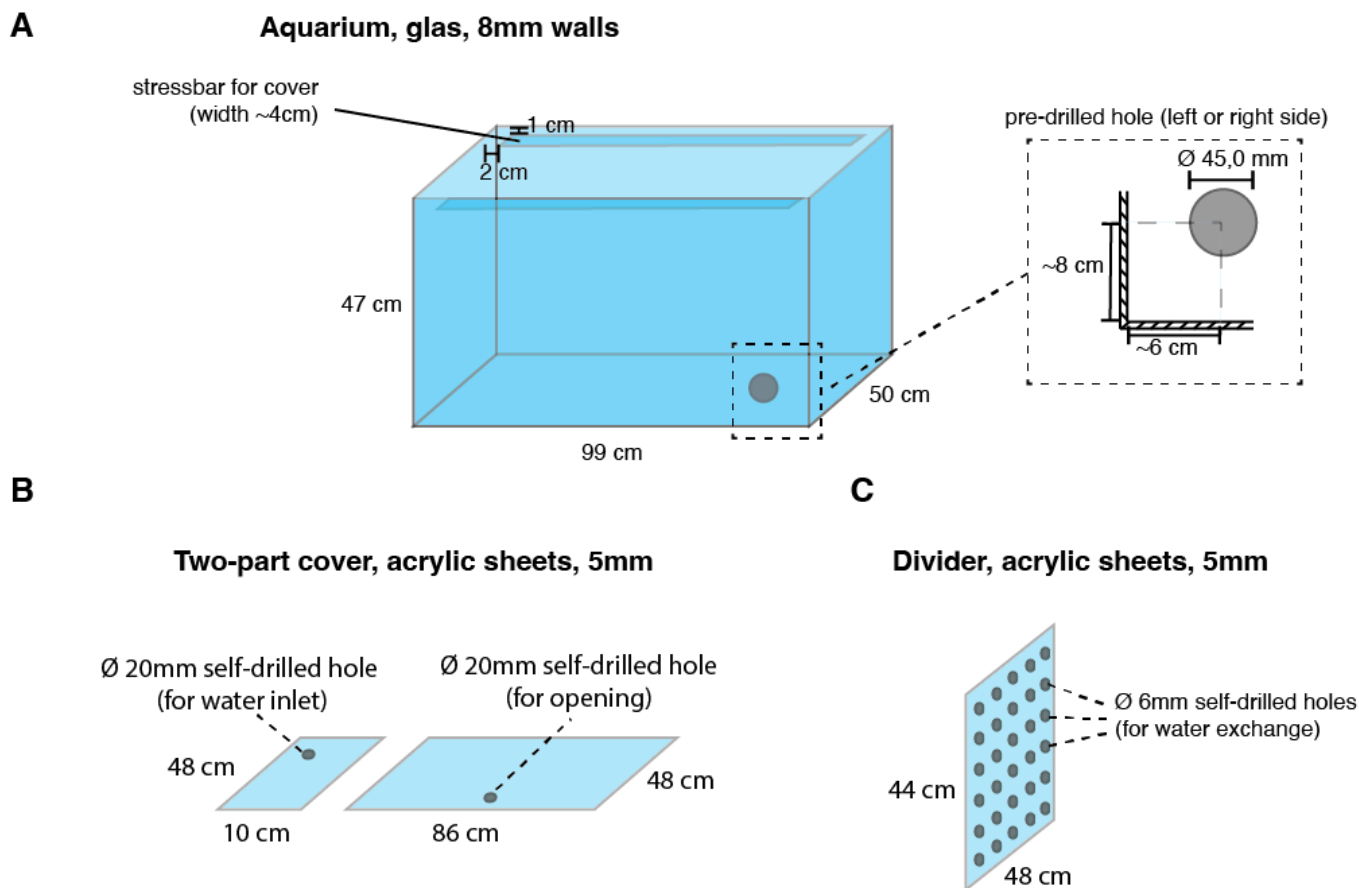 A
Aquarium, glas, 8mm walls
stressbar for cover
(width ~4cm)
1 cm
2 cm
47 cm
99 cm
50 cm
pre-drilled hole (left or right side)
Ø 45,0 mm
~8 cm
~6 cm
B
Two-part cover, acrylic sheets, 5mm
Ø 20mm self-drilled hole
(for water inlet)
Ø 20mm self-drilled hole
(for opening)
48 cm
10 cm
86 cm
48 cm
C
Divider, acrylic sheets, 5mm
Ø 6mm self-drilled holes
(for water exchange)
44 cm
48 cm